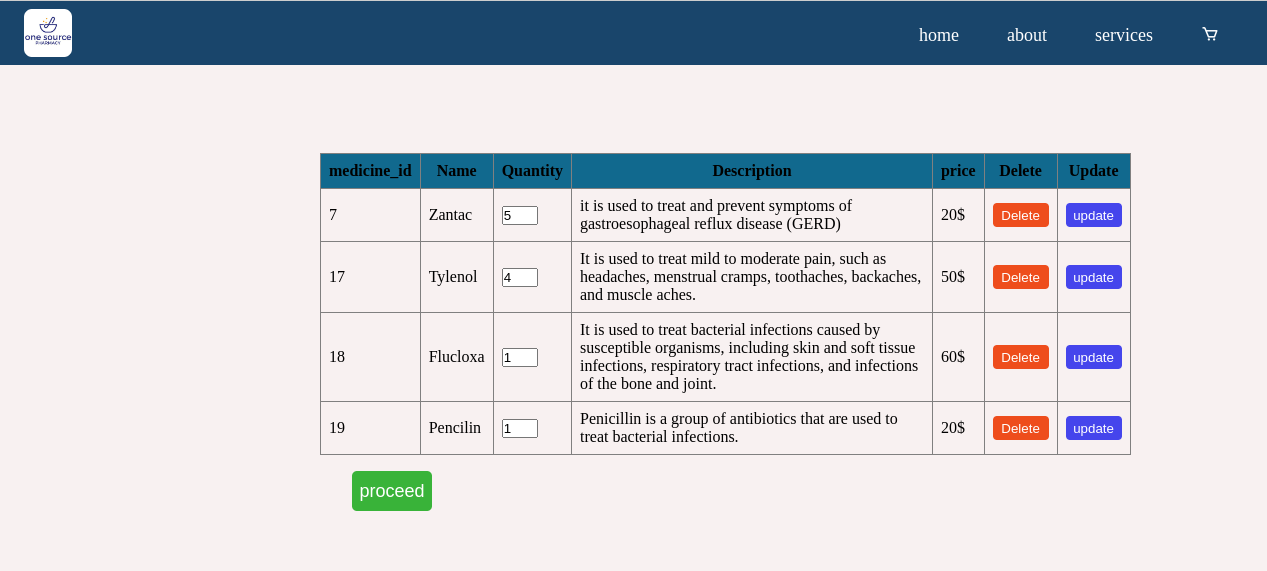 one source
PHARMACY
home about services
medicine_id Name Quantity Description price Delete Update
7 Zantac 5 it is used to treat and prevent symptoms of
gastroesophageal reflux disease (GERD) 20$ Delete update
17 Tylenol 4 It is used to treat mild to moderate pain, such as
headaches, menstrual cramps, toothaches, backaches,
and muscle aches. 50$ Delete update
18 Flucloxa 1 It is used to treat bacterial infections caused by
susceptible organisms, including skin and soft tissue
infections, respiratory tract infections, and infections
of the bone and joint. 60$ Delete update
19 Pencilin 1 Penicillin is a group of antibiotics that are used to
treat bacterial infections. 20$ Delete update
proceed